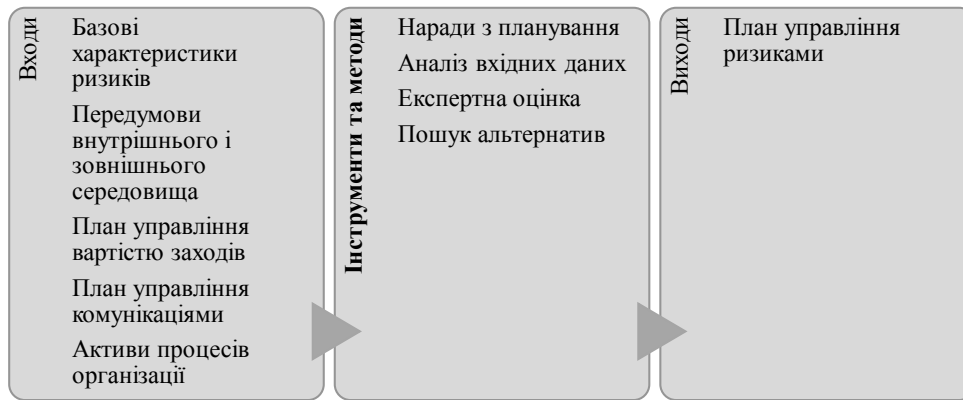 Входи
Базові
характеристики
ризиків
Передумови
внутрішнього і
зовнішнього
середовища
План управління
вартістю заходів
План управління
комунікаціями
Активи процесів
організації
Інструменти та методи
Наради з планування
Аналіз вхідних даних
Експертна оцінка
Пошук альтернатив
Виходи
План управління
ризиками